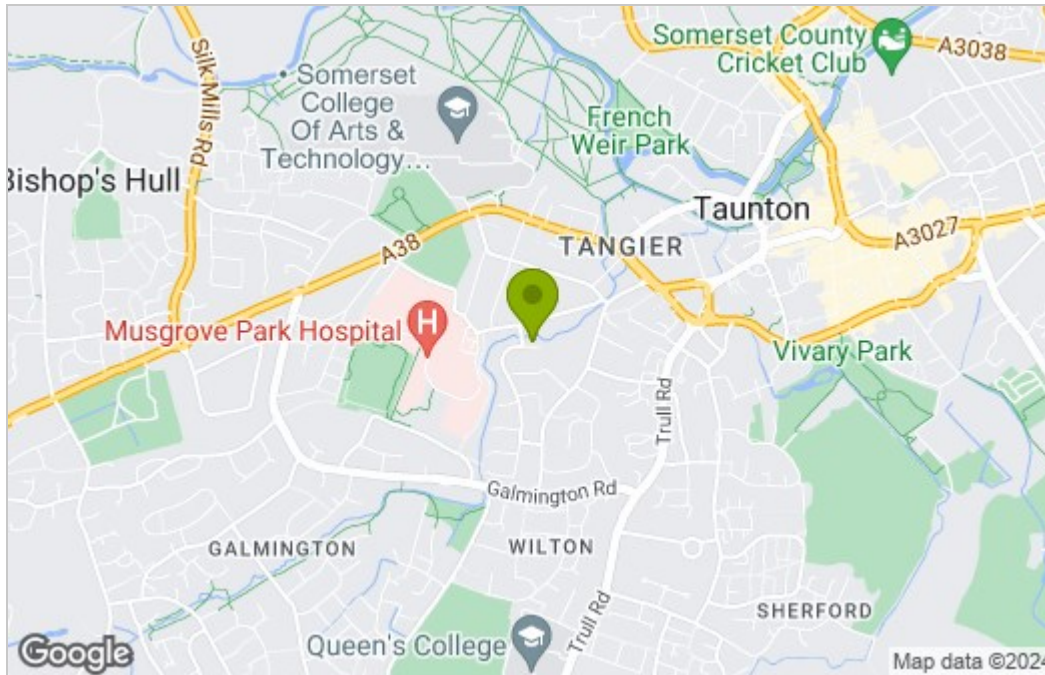 Somerset County
Cricket Club
A3038
Silk Mills Rd
Somerset
College
Of Arts &
Technology...
French
Weir Park
Bishop's Hull
Taunton
A38
TANGIER
A3027
Musgrove Park Hospital
H
Vivary Park
Trull Rd
Galmington Rd
GALMINGTON
WILTON
SHERFORD
Trull Rd
Queen's College
Google
Map data ©2024